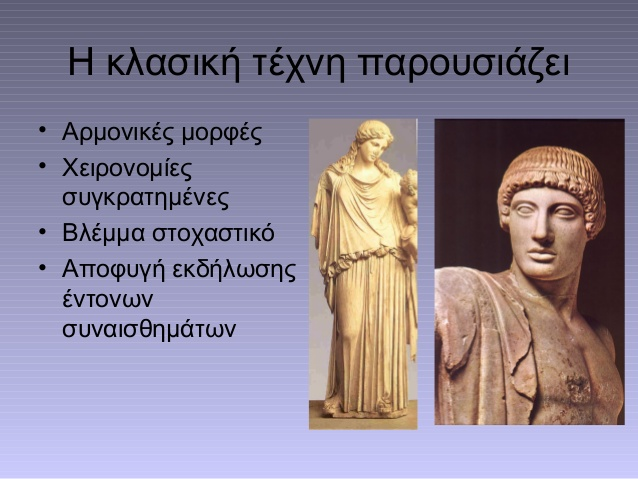 Η κλασική τέχνη παρουσιάζει
• Αρμονικές μορφές
• Χειρονομίες
συγκρατημένες
• Βλέμμα στοχαστικό
• Αποφυγή εκδήλωσης
έντονων
συναισθημάτων